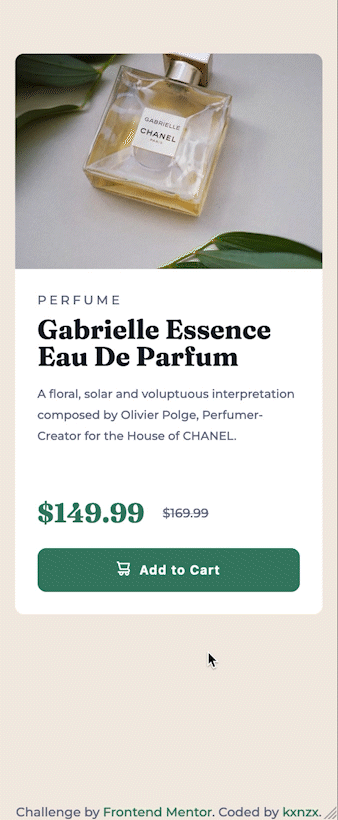 GABRIELLE
CHANEL
PARIS
PERFUME
Gabrielle Essence
Eau De Parfum
A floral, solar and voluptuous interpretation
composed by Olivier Polge, Perfumer-
Creator for the House of CHANEL.
$149.99 $169.99
Add to Cart
Challenge by Frontend Mentor. Coded by kxnzx.